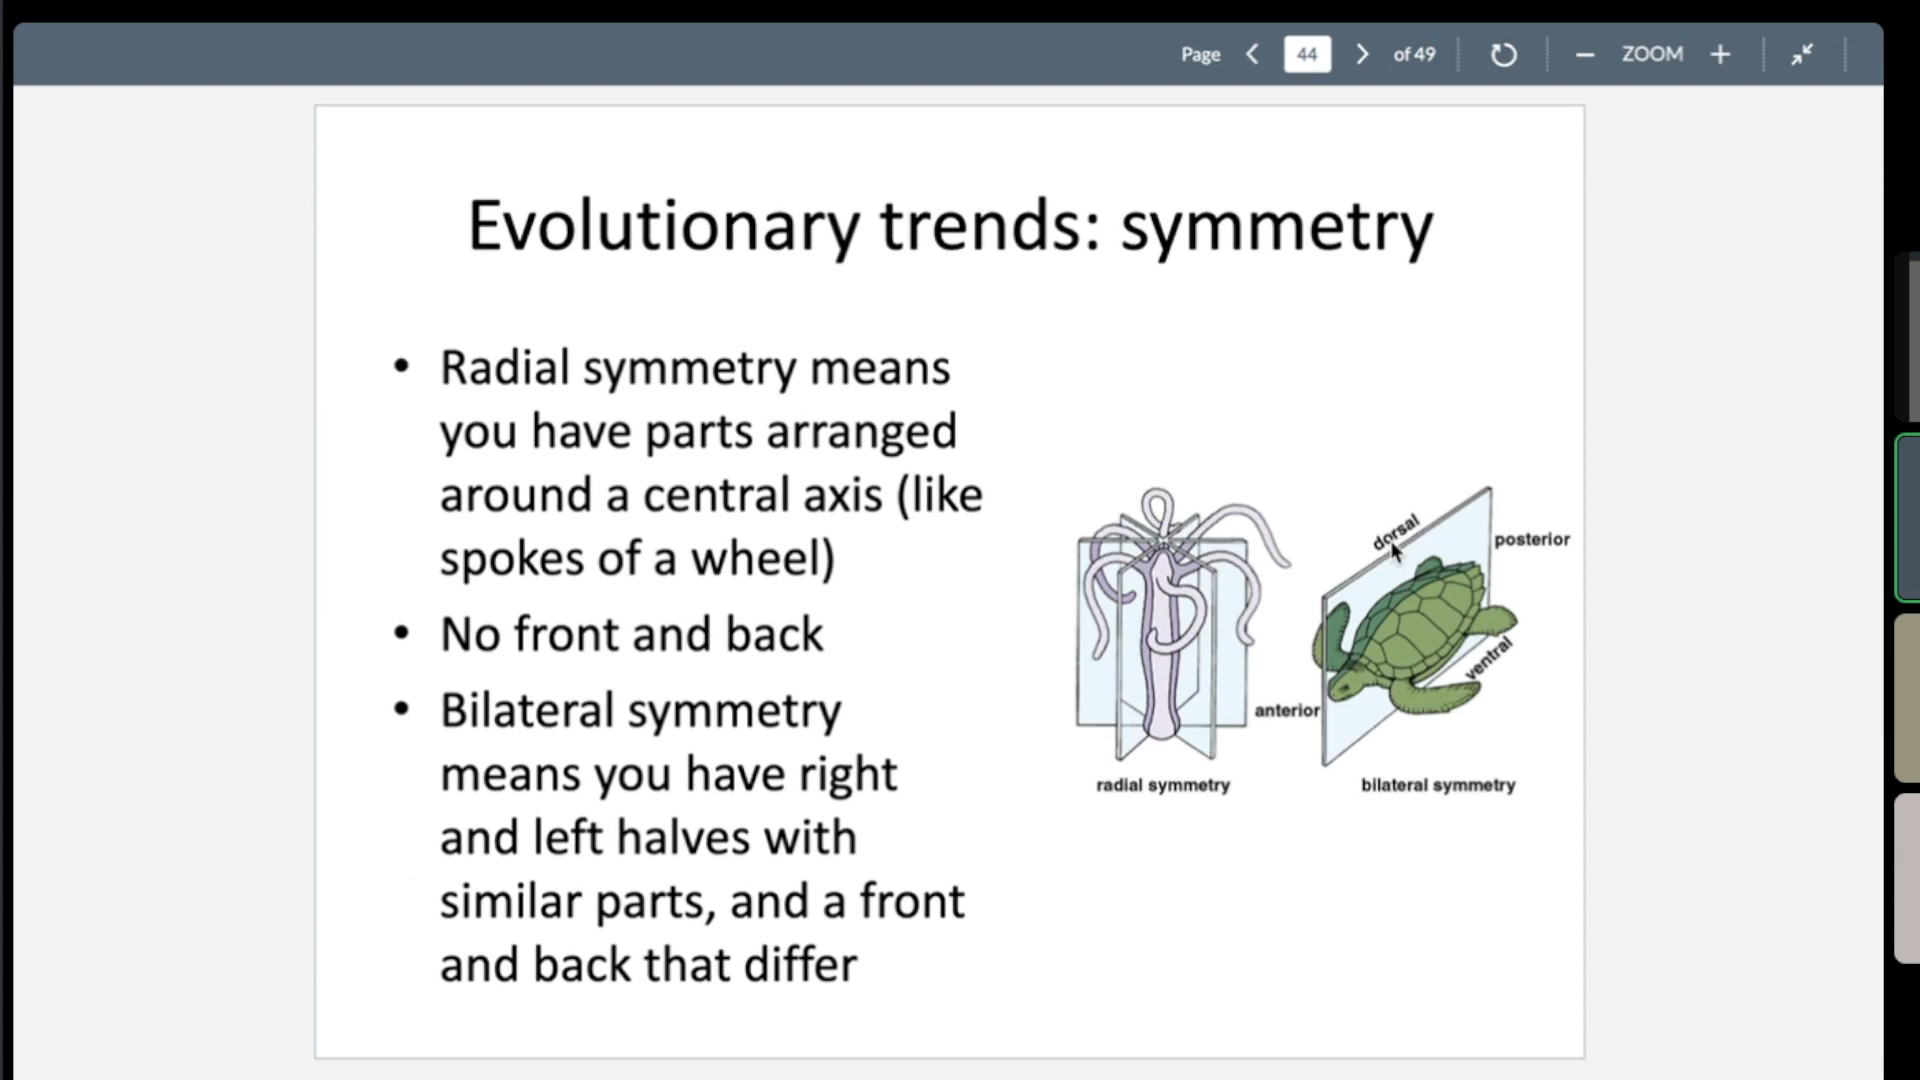 Page 44 of 49 ZOOM
Evolutionary trends: symmetry
• Radial symmetry means
you have parts arranged
around a central axis (like
spokes of a wheel)
• No front and back
• Bilateral symmetry
means you have right
and left halves with
similar parts, and a front
and back that differ
dorsal
posterior
ventral
anterior
radial symmetry
bilateral symmetry